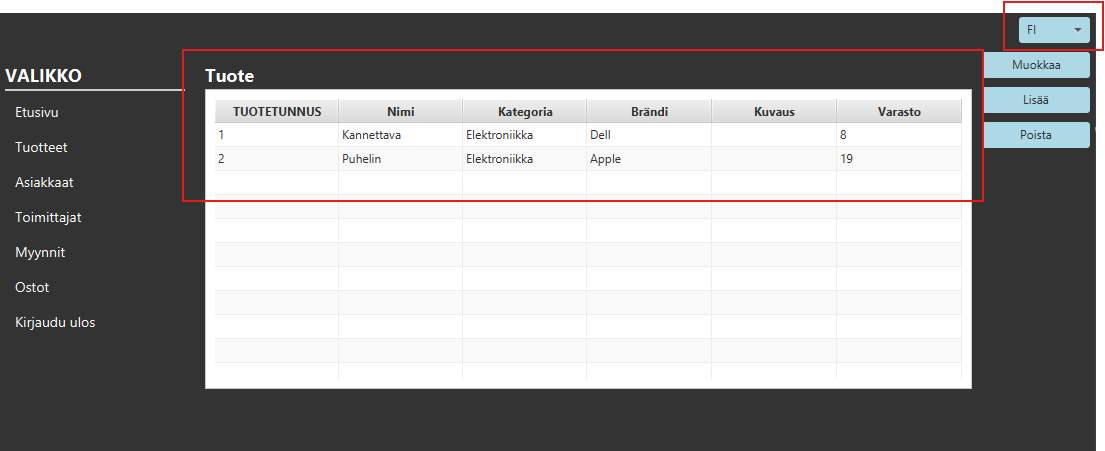 FI
VALIKKO
Etusivu
Tuotteet
Asiakkaat
Toimittajat
Myynnit
Ostot
Kirjaudu ulos
Tuote
TUOTETUNNUS Nimi Kategoria Brändi Kuvaus Varasto
1 Kannettava Elektroniikka Dell 8
2 Puhelin Elektroniikka Apple 19
Muokkaa
Lisää
Poista